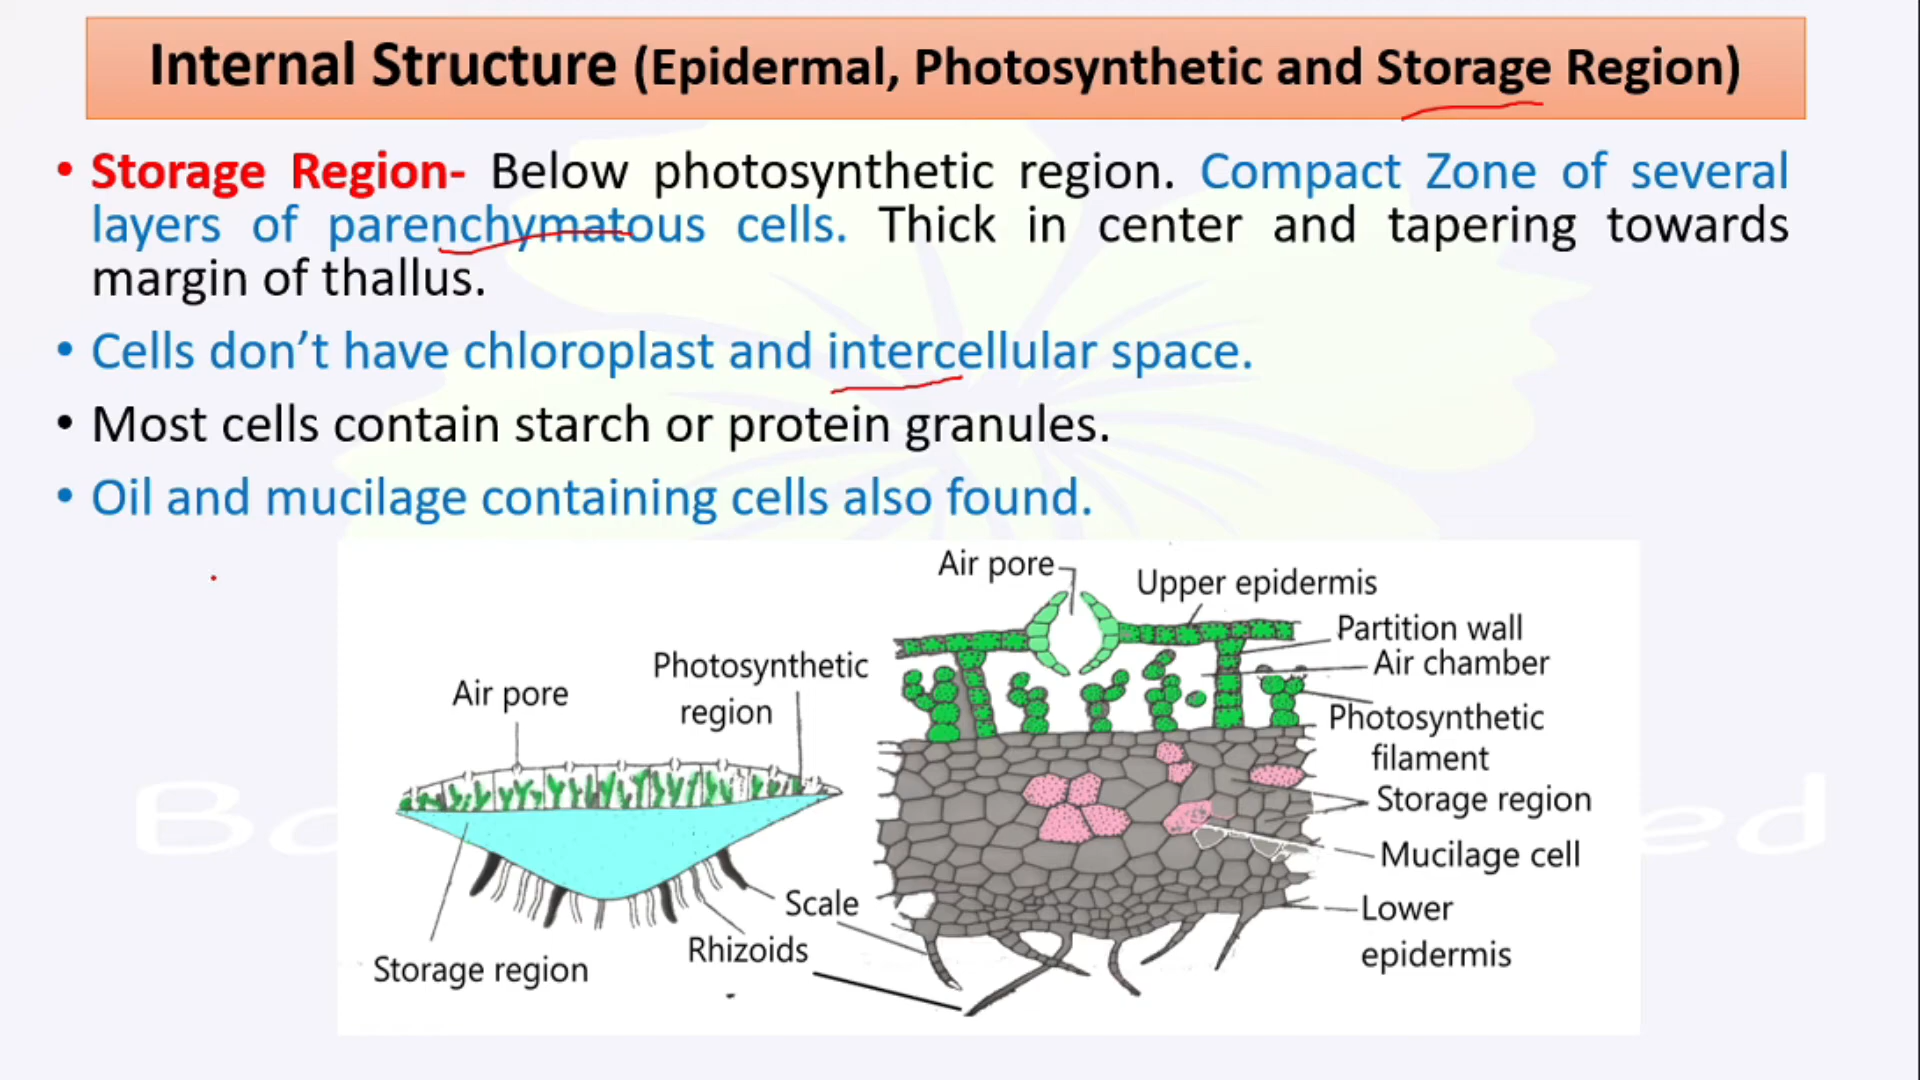 Internal Structure (Epidermal, Photosynthetic and Storage Region)
• Storage Region- Below photosynthetic region. Compact Zone of several
layers of parenchymatous cells. Thick in center and tapering towards
margin of thallus.
• Cells don’t have chloroplast and intercellular space.
• Most cells contain starch or protein granules.
• Oil and mucilage containing cells also found.
Air pore
Upper epidermis
Partition wall
Air chamber
Photosynthetic
filament
Storage region
Mucilage cell
Lower
epidermis
Photosynthetic
region
Air pore
Scale
Rhizoids
Storage region